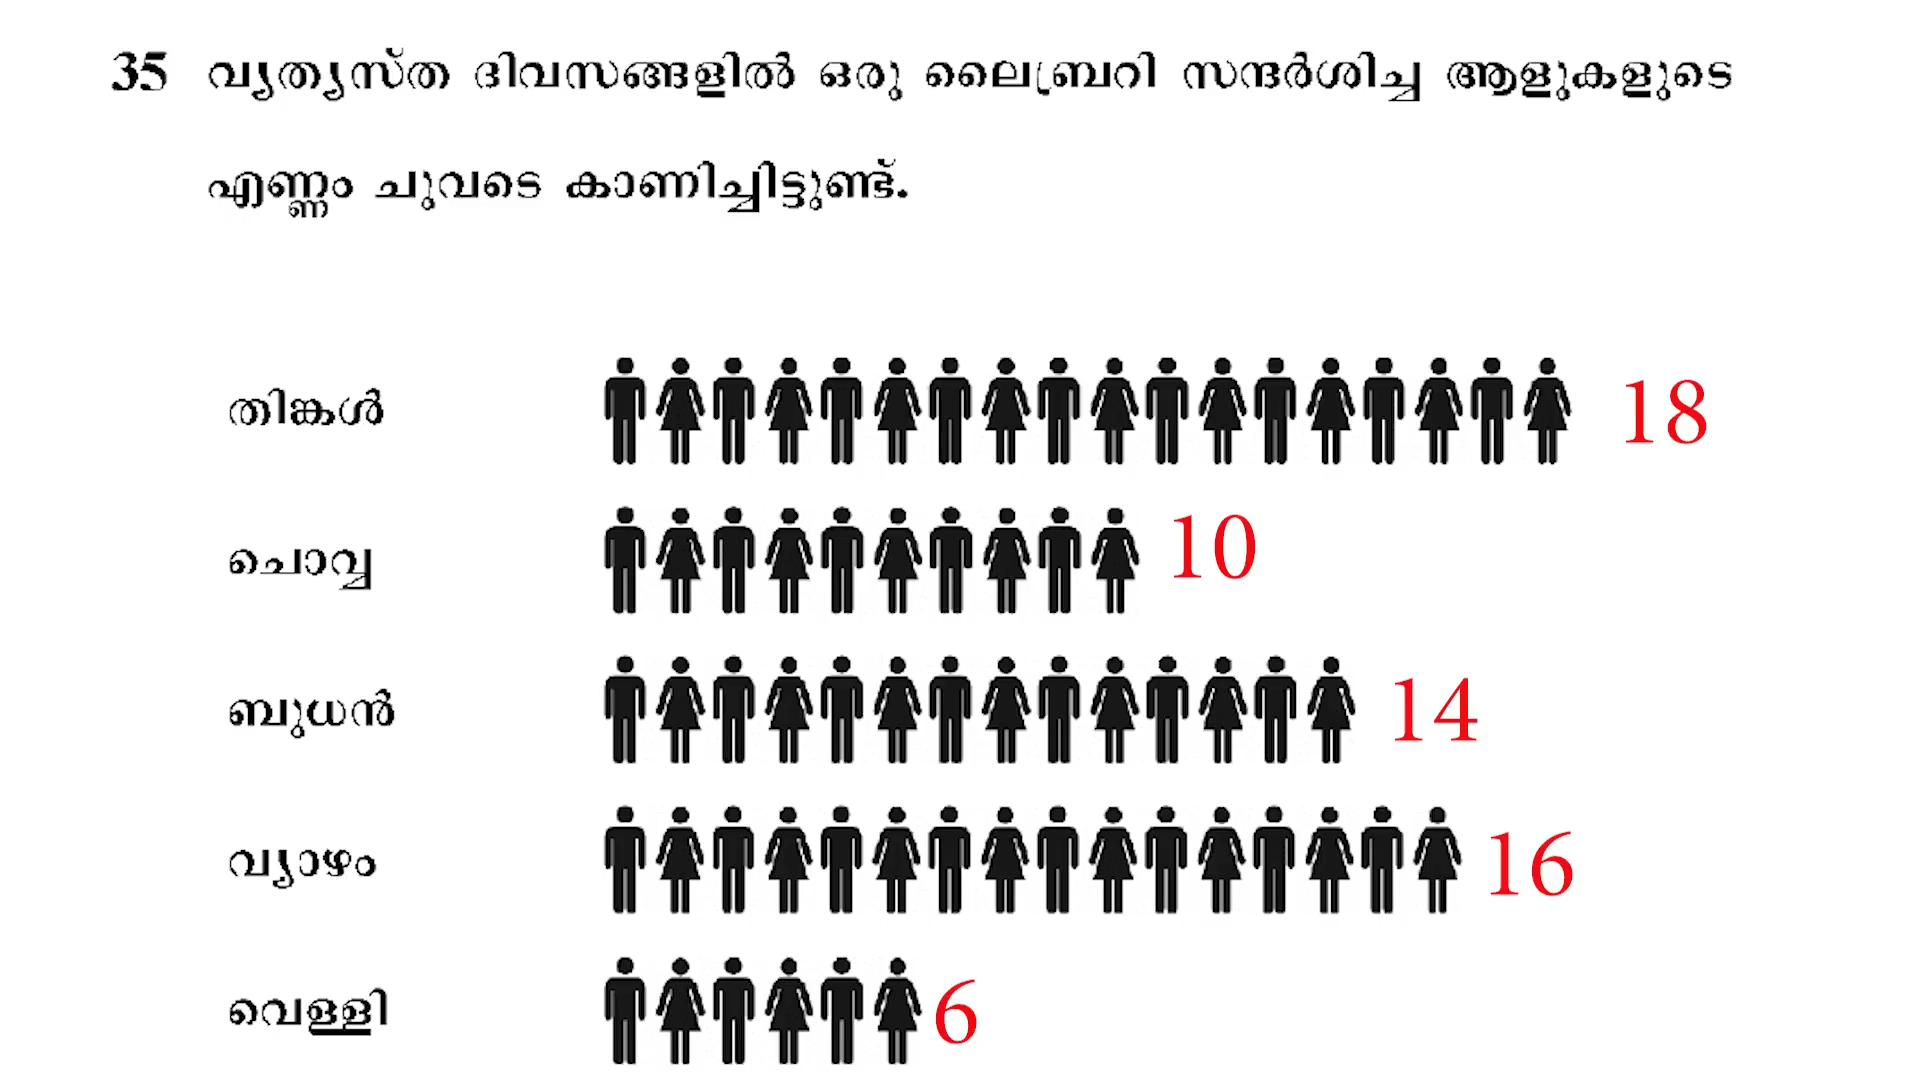 35 വ്യത്യസ്ത ദിവസങ്ങളിൽ ഒരു ലൈബ്രറി സന്ദർശിച്ച ആളുകളുടെ
എണ്ണം ചുവടെ കാണിച്ചിട്ടുണ്ട്.
തിങ്കൾ 18
ചൊവ്വ 10
ബുധൻ 14
വ്യാഴം 16
വെള്ളി 6